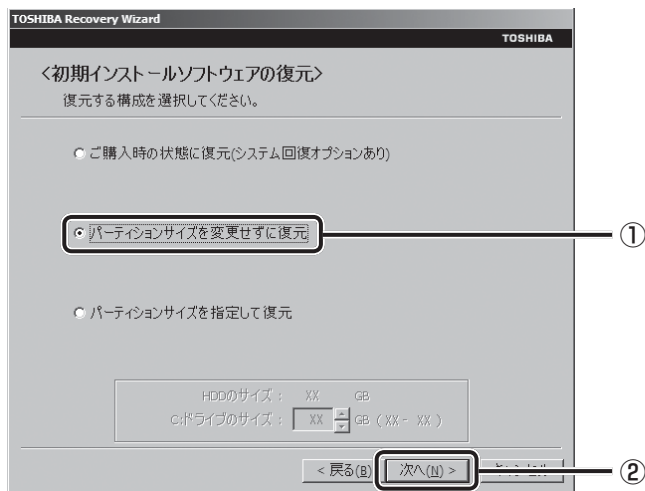 TOSHIBA Recovery Wizard
TOSHIBA
<初期インストールソフトウェアの復元>
復元する構成を選択してください。
ご購入時の状態に復元(システム回復オプションあり)
パーティションサイズを変更せずに復元
①
パーティションサイズを指定して復元
HDDのサイズ : XX GB
C:ドライブのサイズ : XX GB ( XX - XX )
< 戻る(B) 次へ(N) >
②